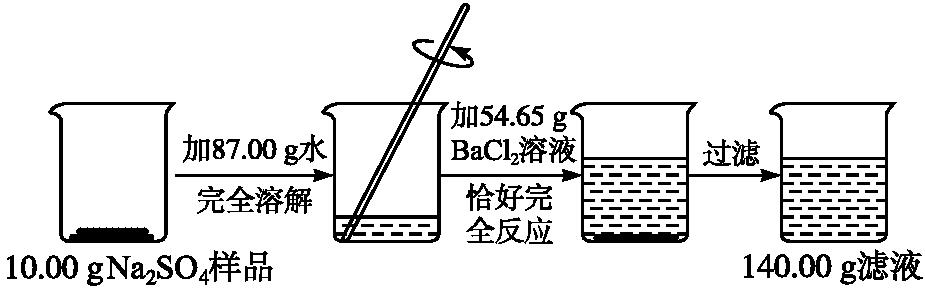 加87.00 g水
完全溶解
加54.65 g
BaCl₂溶液
恰好完
全反应
过滤
10.00 gNa₂SO₄样品
140.00 g滤液